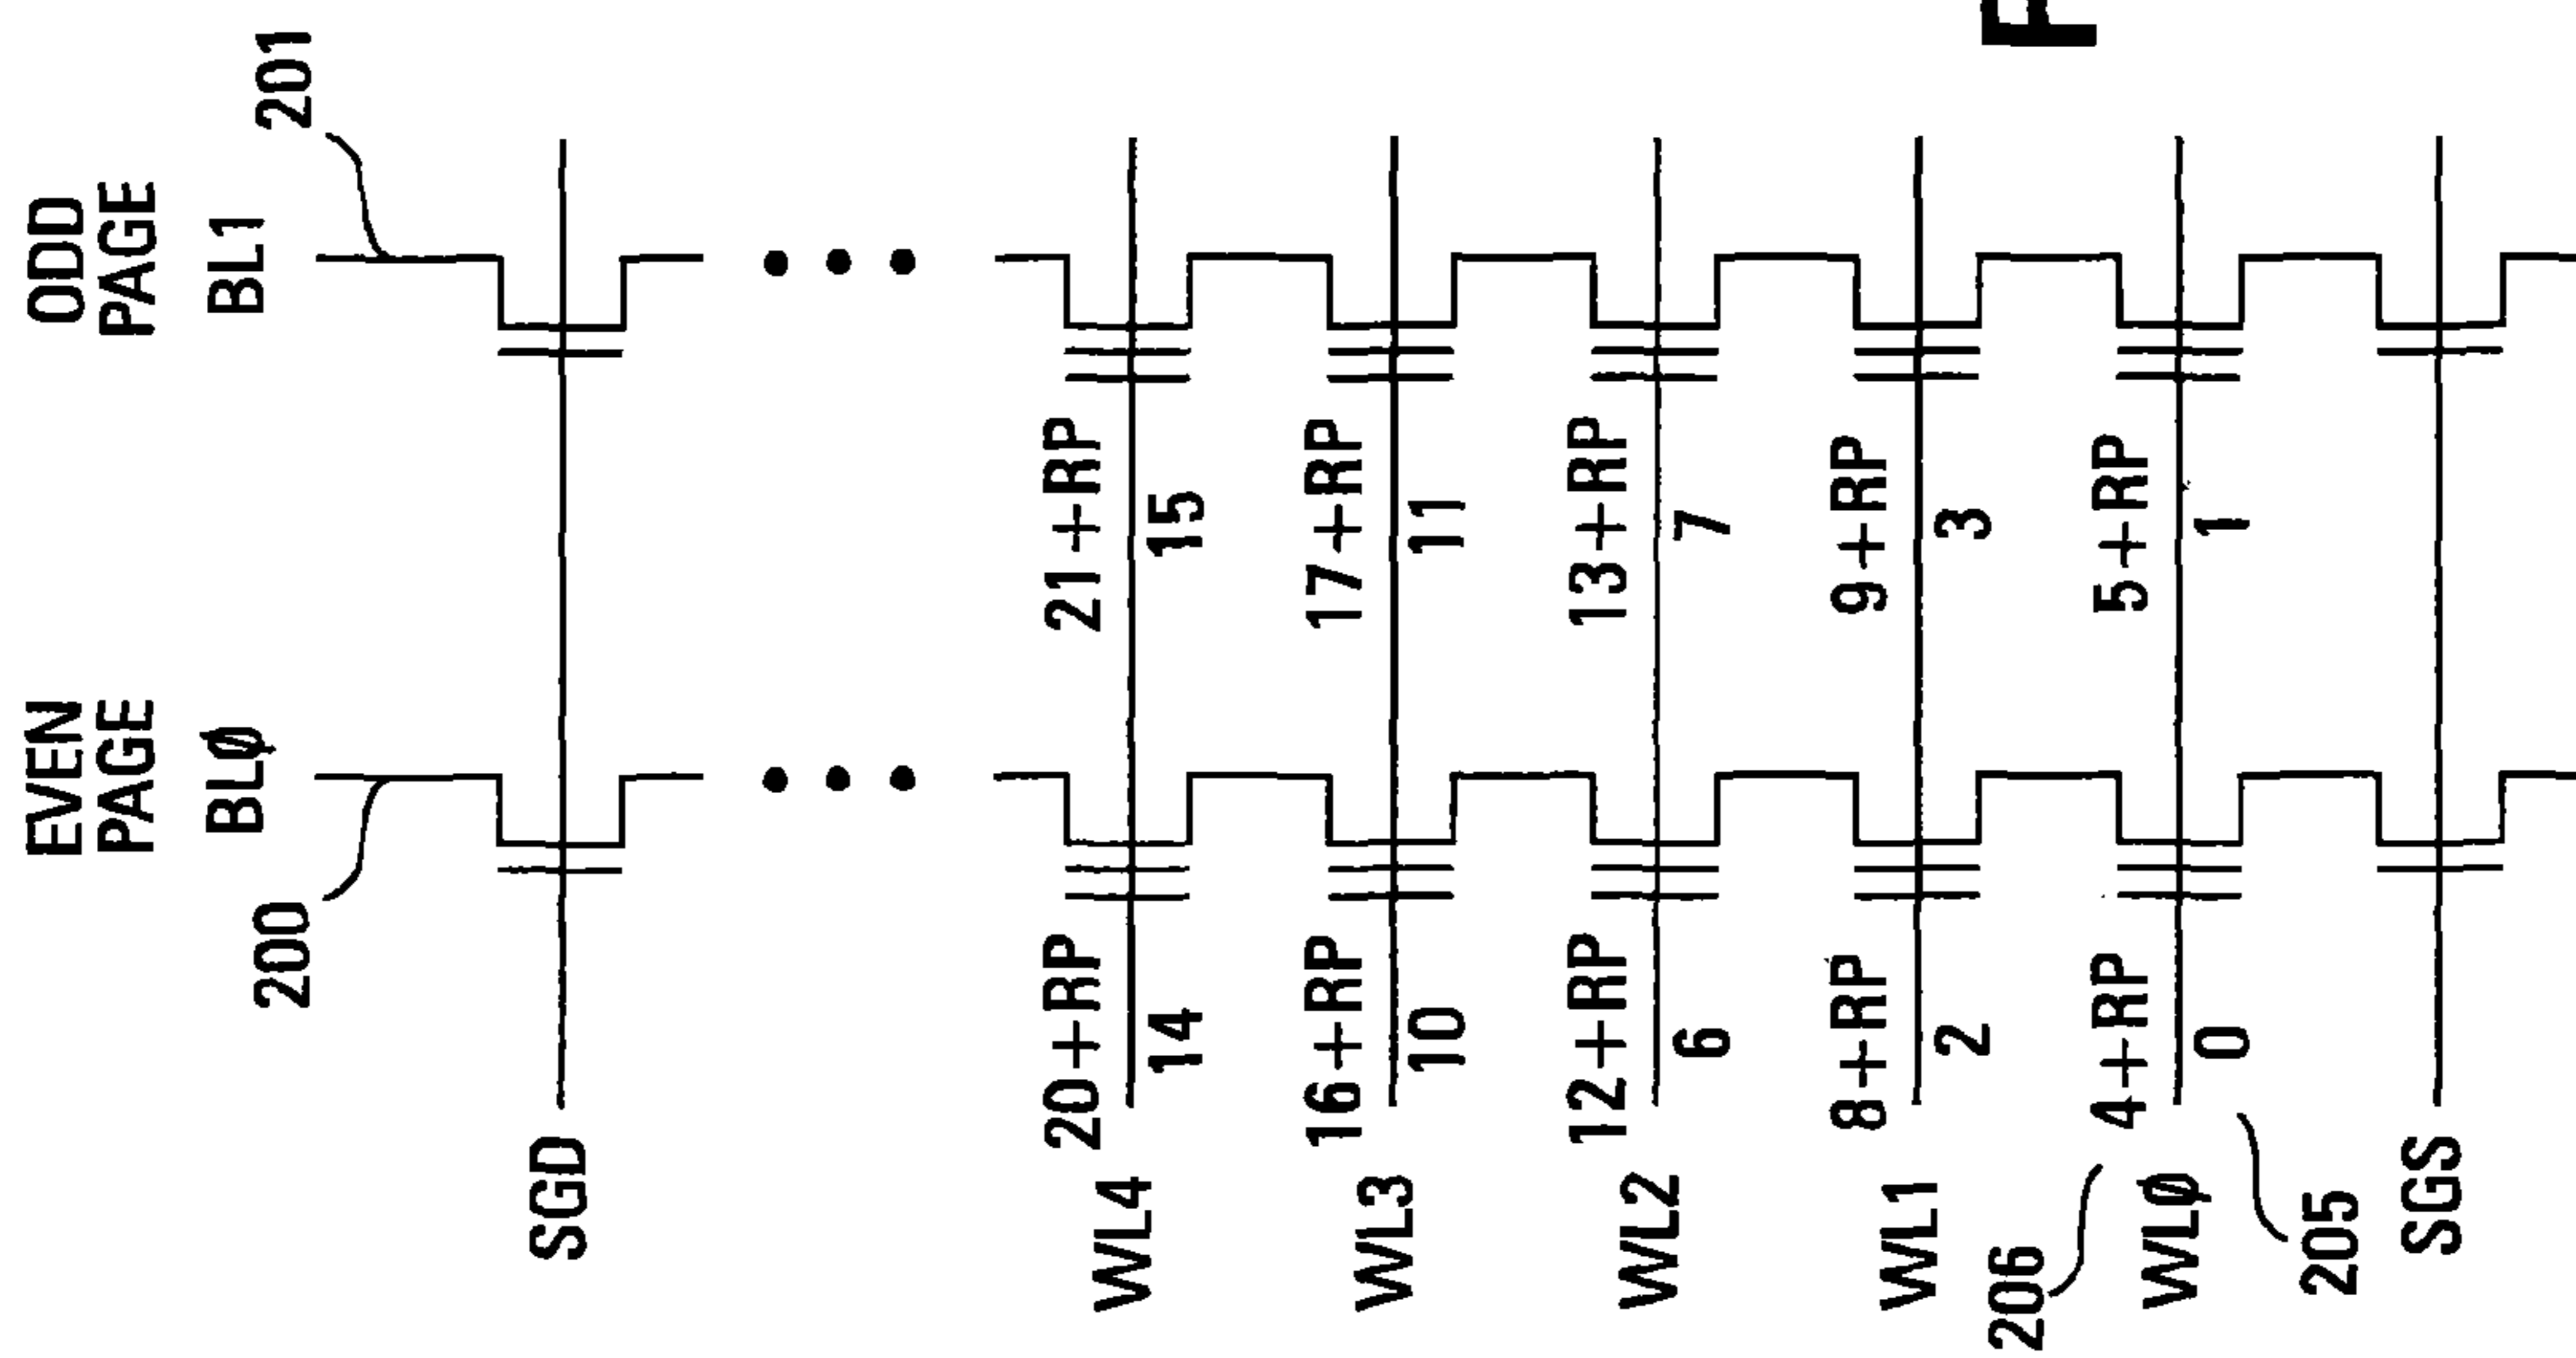 EVEN PAGE
ODD PAGE
BLØ
BL1
200
201
SGD
20+RP
21+RP
WL4
14
15
16+RP
17+RP
WL3
10
11
12+RP
13+RP
WL2
6
7
8+RP
9+RP
WL1
2
3
206
4+RP
5+RP
WLØ
0
1
205
SGS
F